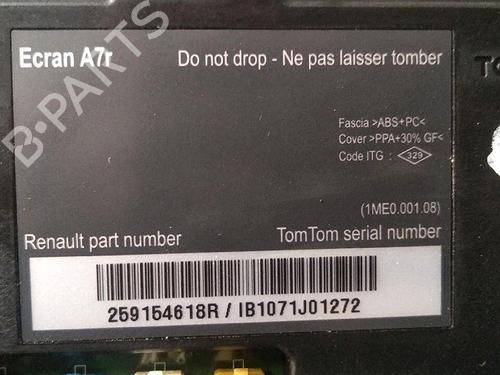 Ecran A7r
Do not drop - Ne pas laisser tomber
Fascia >ABS+PC<
Cover >PPA+30% GF<
Code ITG : 329
(1ME0.001.08)
Renault part number
TomTom serial number
259154618R / IB1071J01272
B-PARTS